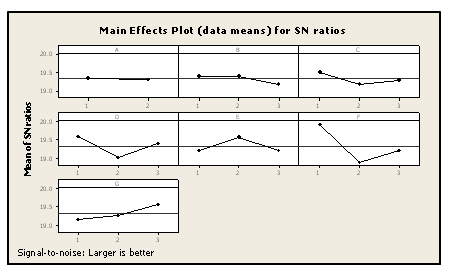 Main Effects Plot (data means) for SN ratios
Mean of SN ratios
A B C
20.0
19.5
19.0
1 2 1 2 3 1 2 3
D E F
20.0
19.5
19.0
1 2 3 1 2 3 1 2 3
G
20.0
19.5
19.0
1 2 3
Signal-to-noise: Larger is better